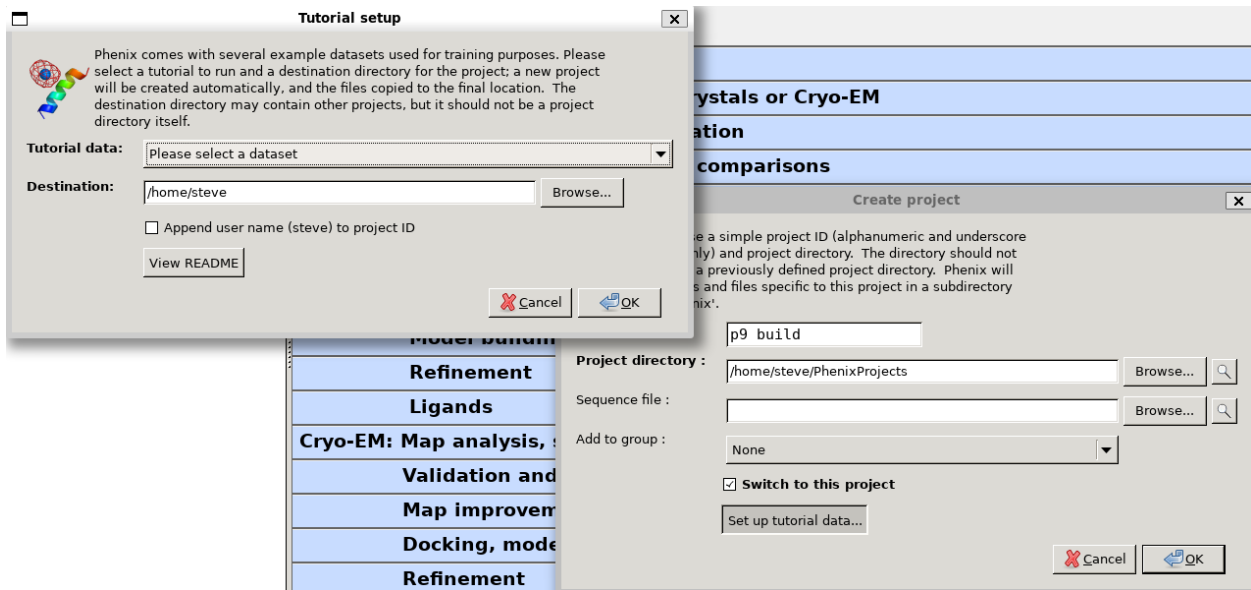 Tutorial setup
Phenix comes with several example datasets used for training purposes. Please
select a tutorial to run and a destination directory for the project; a new project
will be created automatically, and the files copied to the final location. The
destination directory may contain other projects, but it should not be a project
directory itself.
Tutorial data:
Please select a dataset
Destination:
/home/steve
Browse...
Append user name (steve) to project ID
View README
Cancel
OK
or Cryo-EM
comparisons
Create project
a simple project ID (alphanumeric and underscore
and project directory. The directory should not
a previously defined project directory. Phenix will
and files specific to this project in a subdirectory
p9 build
Project directory :
/home/steve/PhenixProjects
Browse...
Sequence file :
Browse...
Add to group :
None
Switch to this project
Set up tutorial data...
Cancel
OK
Model
Refinement
Ligands
Cryo-EM: Map analysis,
Validation and
Map
Docking,
Refinement